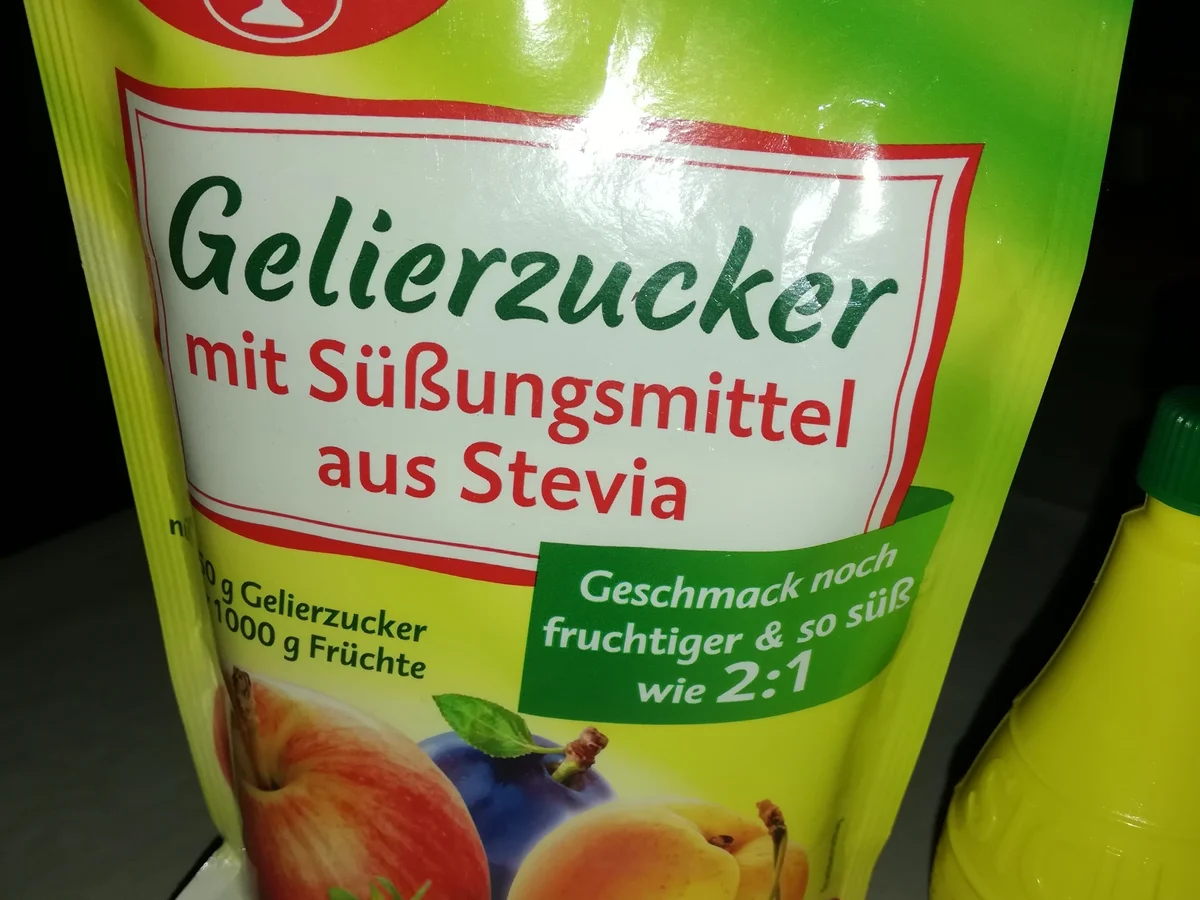 Gelierzucker
mit Süßungsmittel
aus Stevia
g Gelierzucker
1000 g Früchte
Geschmack noch
fruchtiger & so süß
wie 2:1